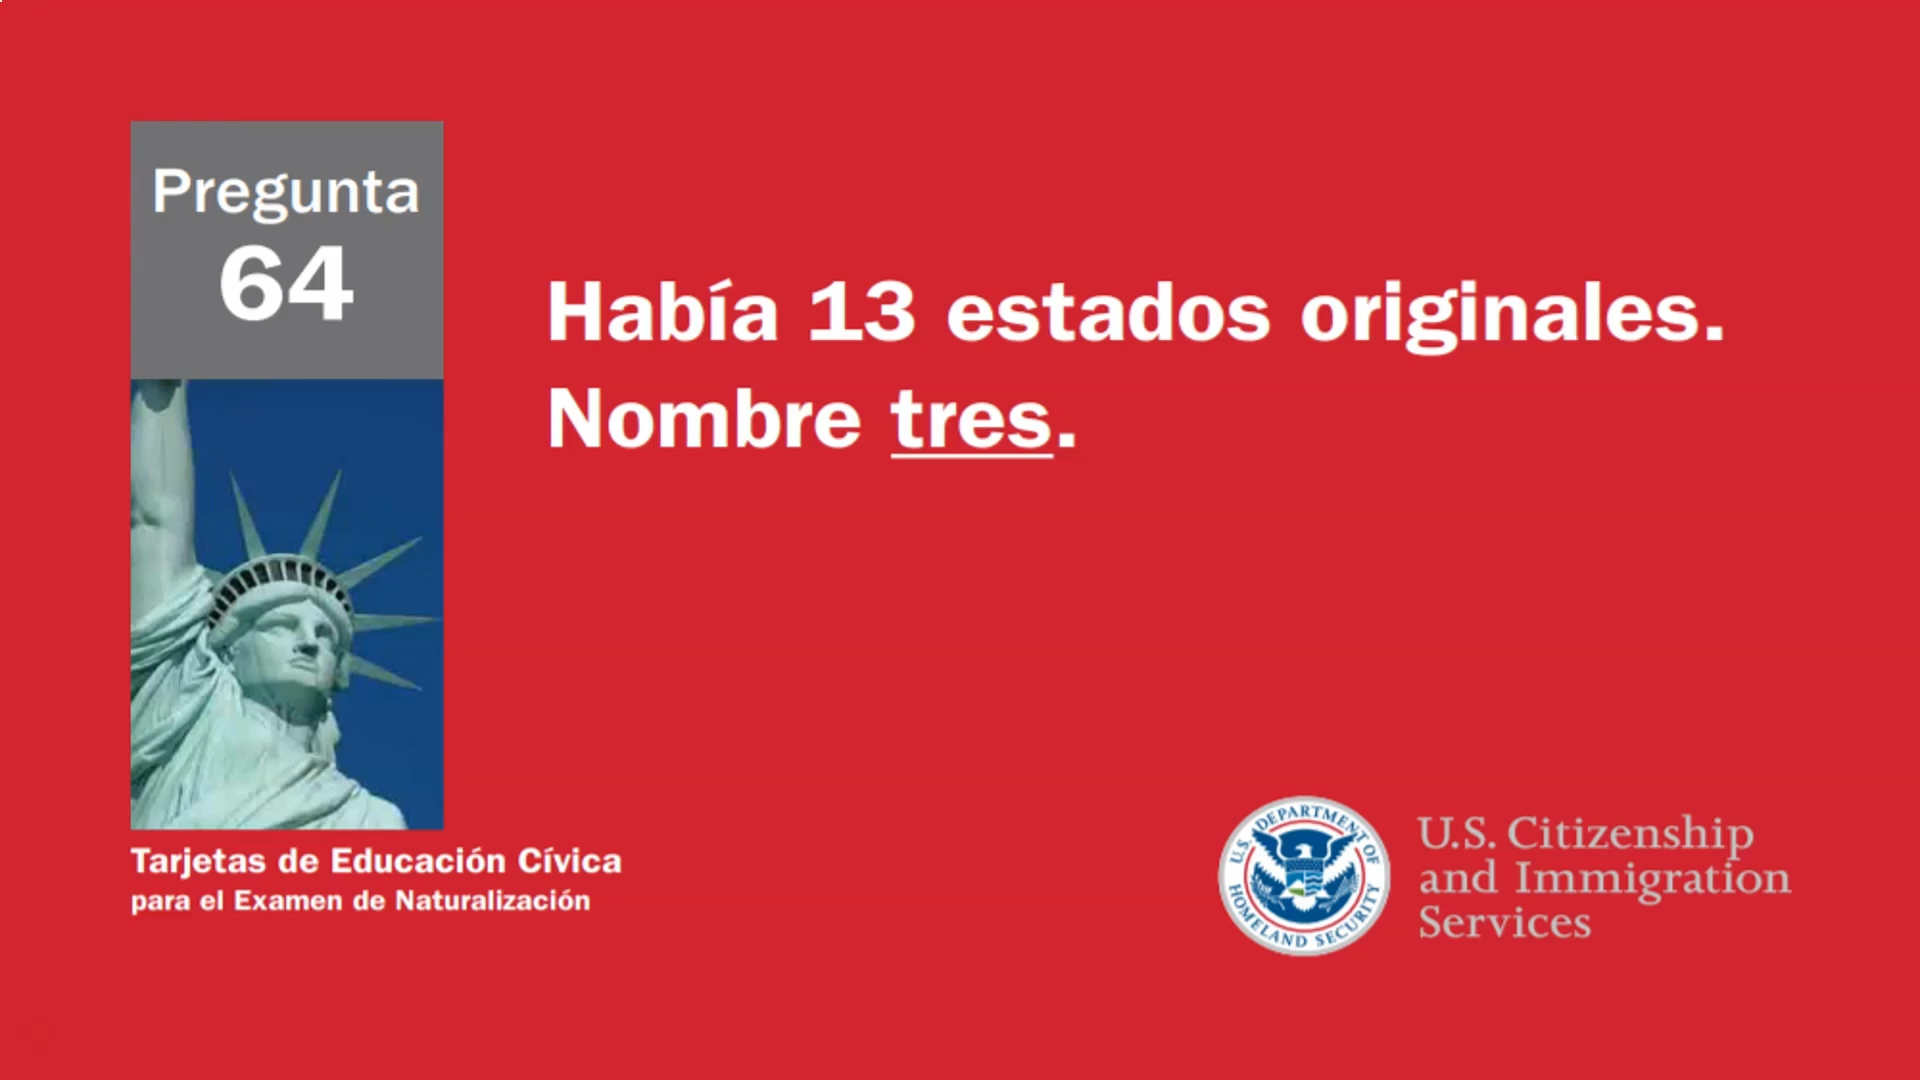 Pregunta
64
Había 13 estados originales.
Nombre tres.
Tarjetas de Educación Cívica
para el Examen de Naturalización
U.S. DEPARTMENT OF
HOMELAND SECURITY
U.S. Citizenship
and Immigration
Services